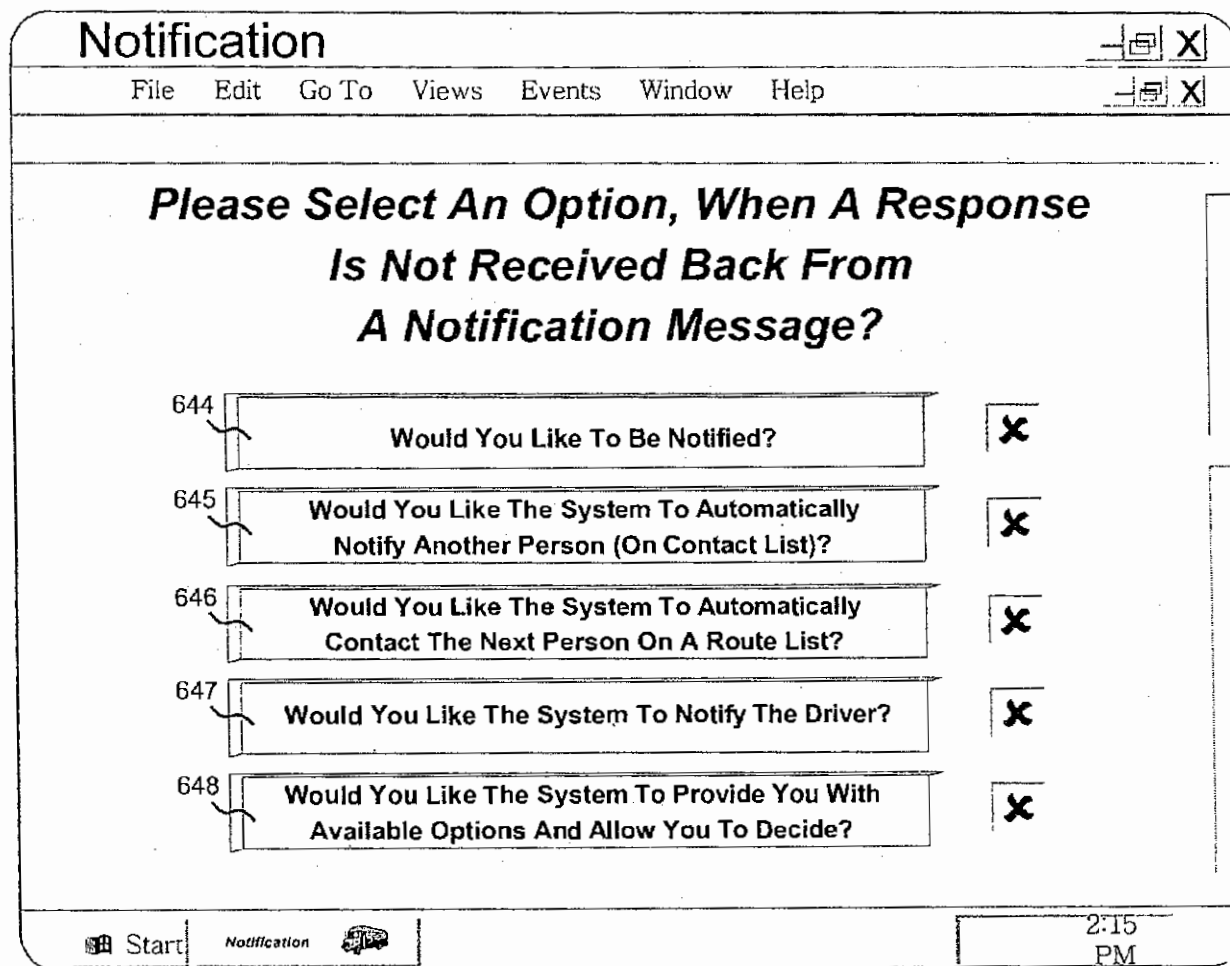 Notification
File Edit Go To Views Events Window Help
Please Select An Option, When A Response
Is Not Received Back From
A Notification Message?
644
Would You Like To Be Notified?
645
Would You Like The System To Automatically
Notify Another Person (On Contact List)?
646
Would You Like The System To Automatically
Contact The Next Person On A Route List?
647
Would You Like The System To Notify The Driver?
648
Would You Like The System To Provide You With
Available Options And Allow You To Decide?
Start
Notification
2:15
PM